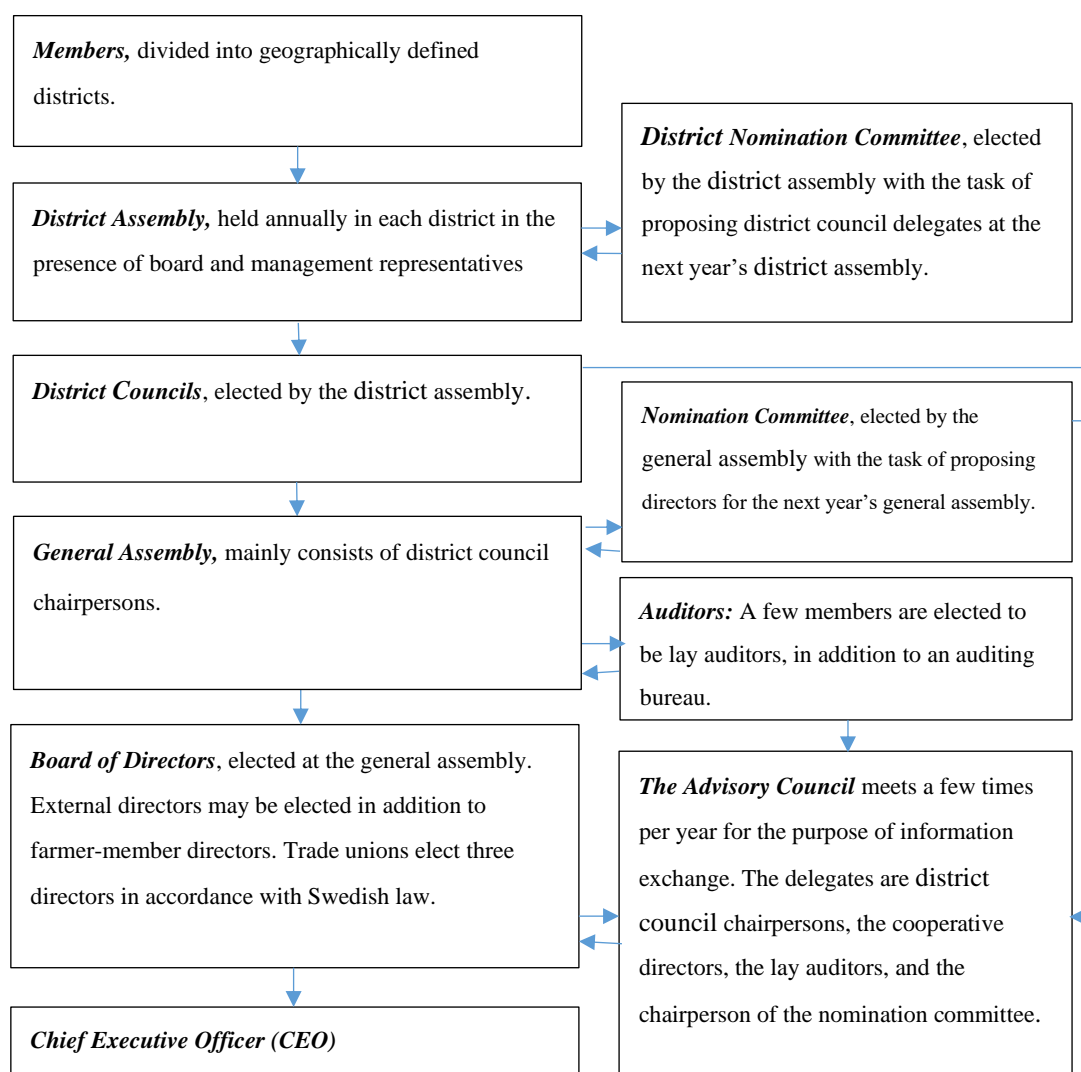 Members, divided into geographically defined
districts.
District Nomination Committee, elected
by the district assembly with the task of
proposing district council delegates at the
next year’s district assembly.
District Assembly, held annually in each district in the
presence of board and management representatives
District Councils, elected by the district assembly.
Nomination Committee, elected by the
general assembly with the task of proposing
directors for the next year’s general assembly.
General Assembly, mainly consists of district council
chairpersons.
Auditors: A few members are elected to
be lay auditors, in addition to an auditing
bureau.
Board of Directors, elected at the general assembly.
External directors may be elected in addition to
farmer-member directors. Trade unions elect three
directors in accordance with Swedish law.
The Advisory Council meets a few times
per year for the purpose of information
exchange. The delegates are district
council chairpersons, the cooperative
directors, the lay auditors, and the
chairperson of the nomination committee.
Chief Executive Officer (CEO)